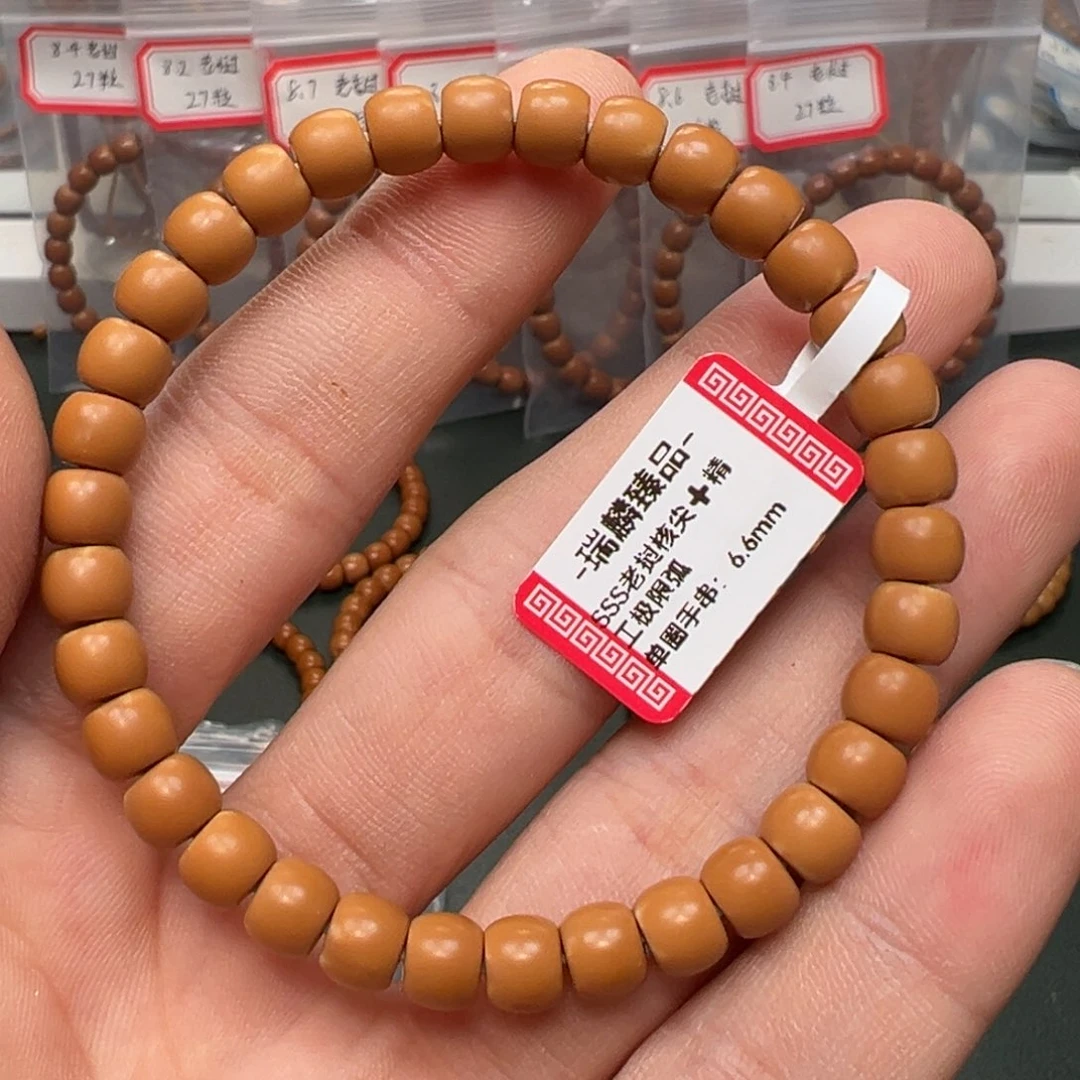 8.4 老挝
27粒
8.2 老挝
27粒
8.7 老挝
8.6 老挝
8.4 老挝
27粒
-瑞麟臻品-
SSS老挝核尖+精
工极限弧
单圈手串: 6.6mm